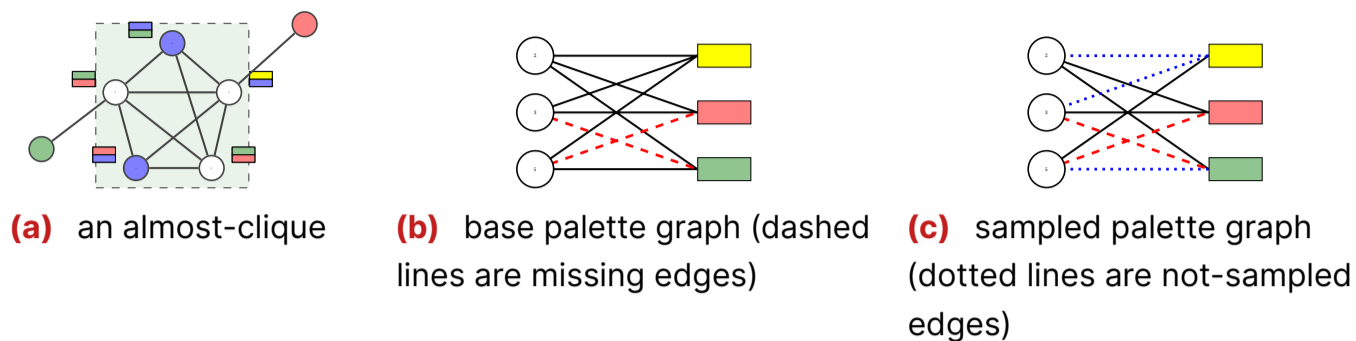 (a) an almost-clique
(b) base palette graph (dashed
lines are missing edges)
(c) sampled palette graph
(dotted lines are not-sampled
edges)